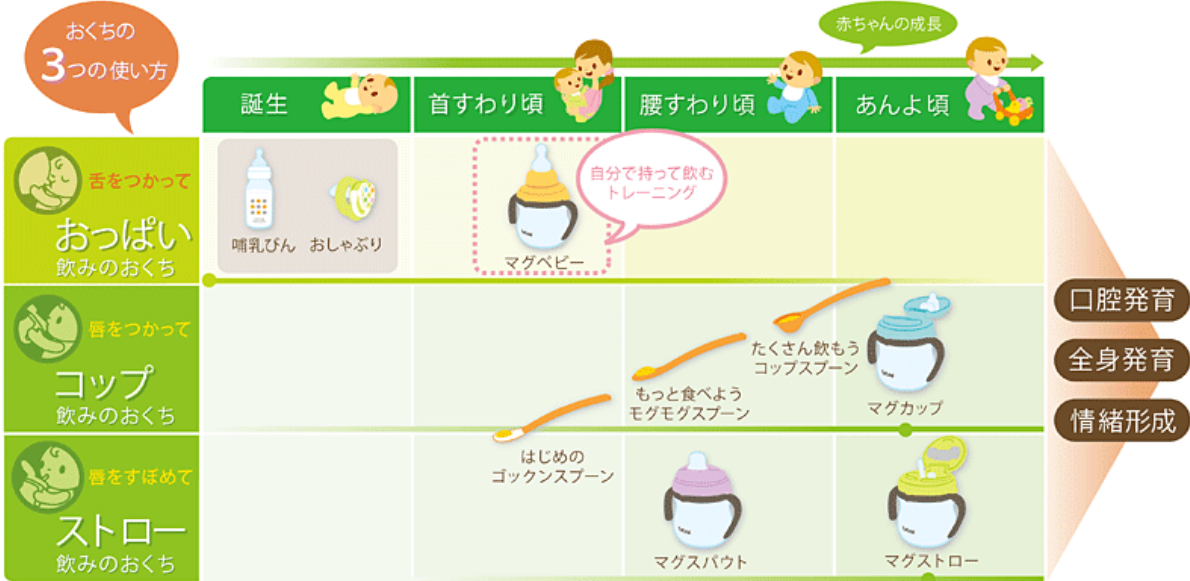 おくちの
3つの使い方
赤ちゃんの成長
誕生
首すわり頃
腰すわり頃
あんよ頃
舌をつかって
おっぱい
飲みのおくち
哺乳びん
おしゃぶり
マグベビー
自分で持って飲む
トレーニング
唇をつかって
コップ
飲みのおくち
はじめの
ゴックンスプーン
もっと食べよう
モグモグスプーン
たくさん飲もう
コップスプーン
マグカップ
唇をすぼめて
ストロー
飲みのおくち
マグスパウト
マグストロー
口腔発育
全身発育
情緒形成